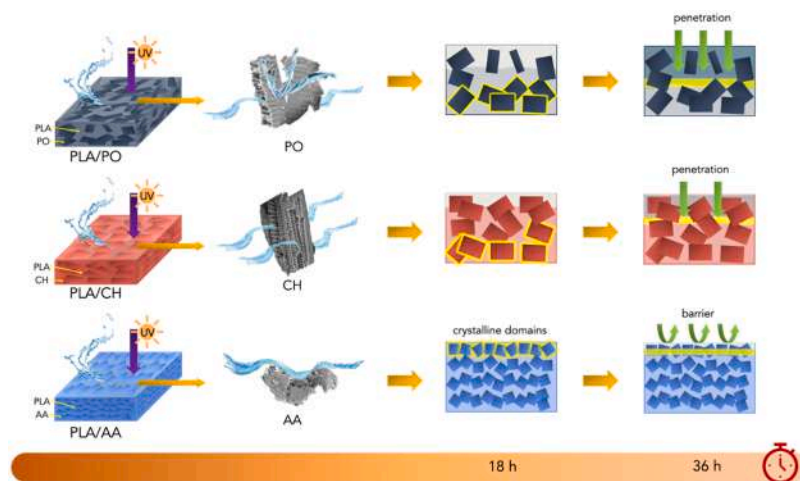 UV
PLA
PO
PLA/PO
PO
penetration
UV
PLA
CH
PLA/CH
CH
penetration
UV
PLA
AA
PLA/AA
AA
crystalline domains
barrier
18 h
36 h